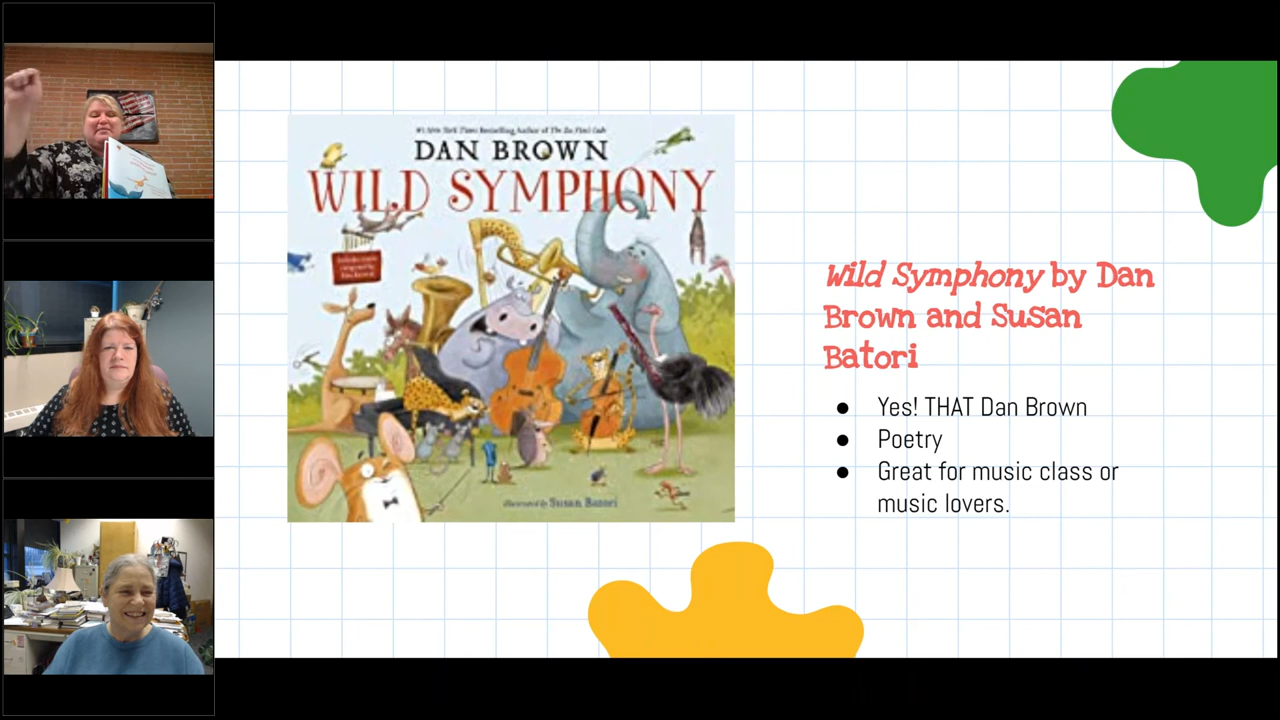 #1 New York Times Bestselling Author of The Da Vinci Code
DAN BROWN
WILD SYMPHONY
illustrated by Susan Batori
Wild Symphony by Dan
Brown and Susan
Batori
● Yes! THAT Dan Brown
● Poetry
● Great for music class or
music lovers.